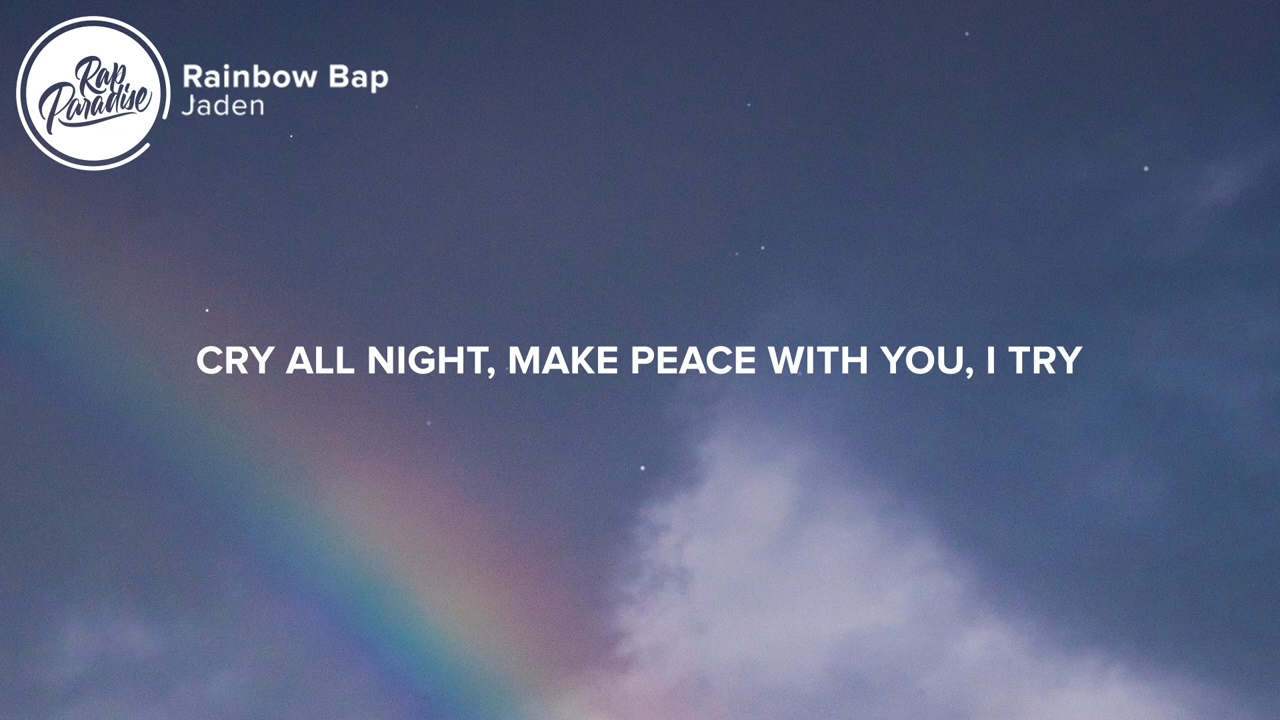 Rap
Paradise
Rainbow Bap
Jaden
CRY ALL NIGHT, MAKE PEACE WITH YOU, I TRY